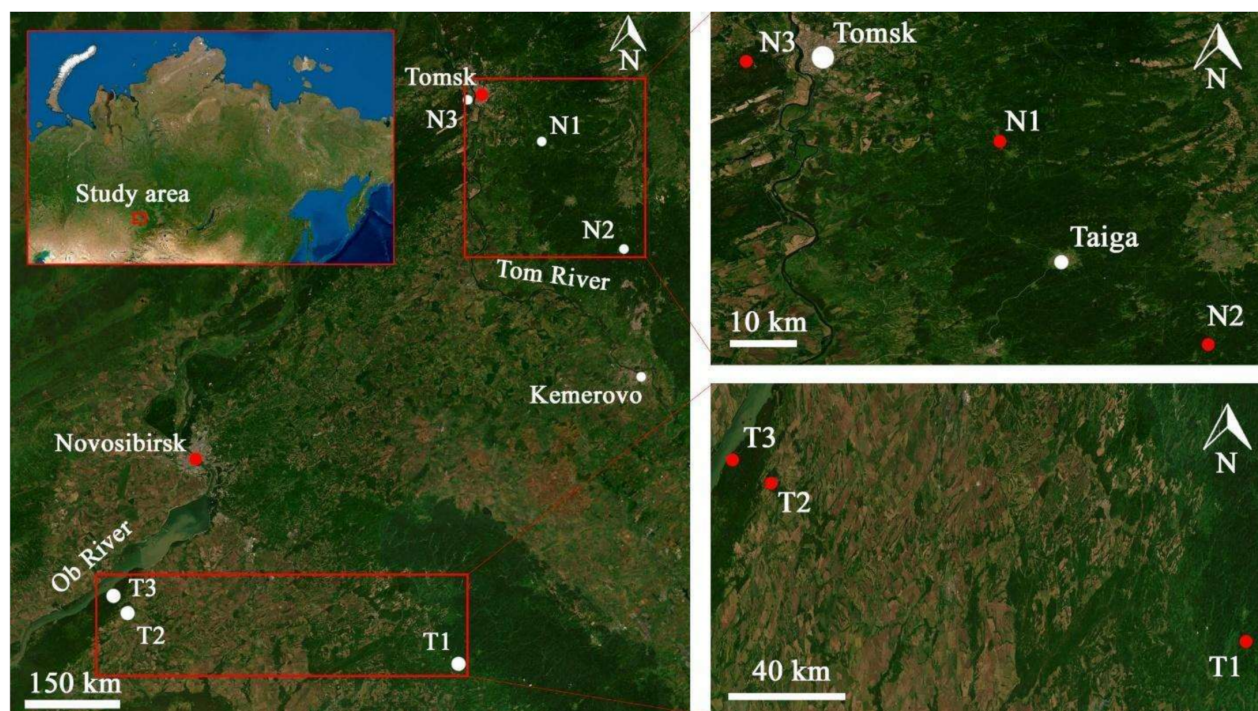 Study area
N
Tomsk
N3
N1
N2
Tom River
Kemerovo
Novosibirsk
Ob River
T3
T2
T1
150 km
N3
Tomsk
N
N1
Taiga
10 km
N2
T3
T2
N
40 km
T1